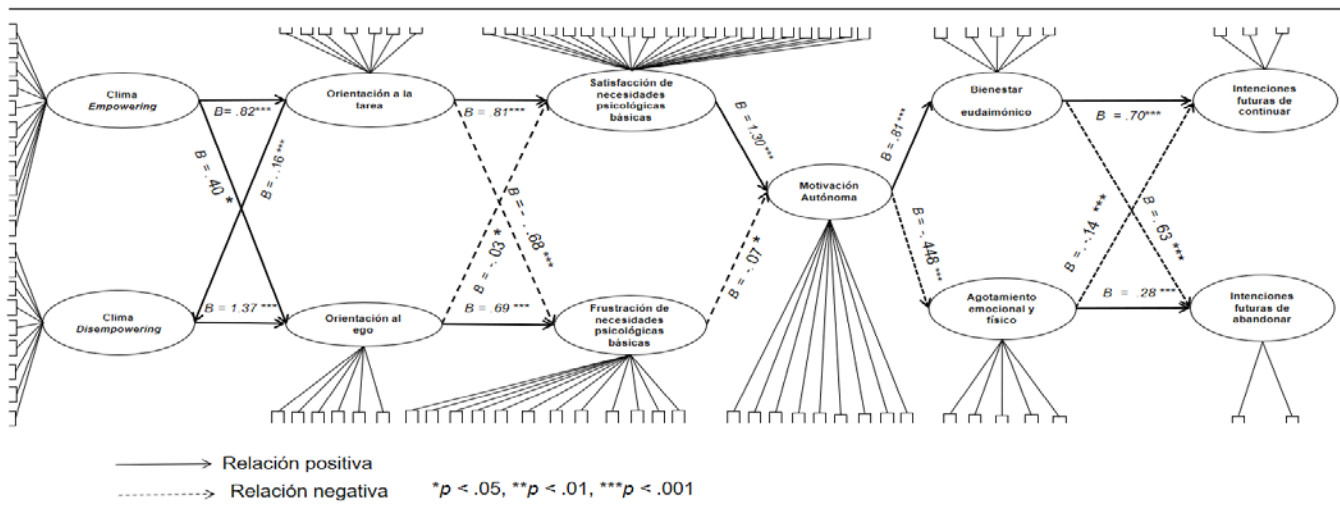 Clima
Empowering
Orientación a la
tarea
Satisfacción de
necesidades
psicológicas
básicas
Bienestar
eudaimónico
Intenciones
futuras de
continuar
B= .82***
B = .81***
B = .70***
B = .40 *
B = . .16 ***
B = -.03 *
B = - .68 ***
B = 1.30 ***
B = .81 ***
Motivación
Autónoma
B = -.07 *
B = -. 448 ***
B = -.14 ***
B = . 63 ***
Clima
Disempowering
B = 1.37 ***
Orientación al
ego
B = .69 ***
Frustración de
necesidades
psicológicas
básicas
Agotamiento
emocional y
físico
B = .28 ***
Intenciones
futuras de
abandonar
Relación positiva
Relación negativa
*p < .05, **p < .01, ***p < .001